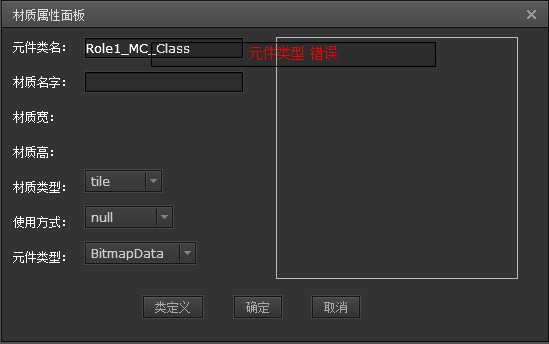 材质属性面板
元件类名: Role1_MC_Class
元件类型 错误
材质名字:
材质宽:
材质高:
材质类型: tile
使用方式: null
元件类型: BitmapData
类定义 确定 取消